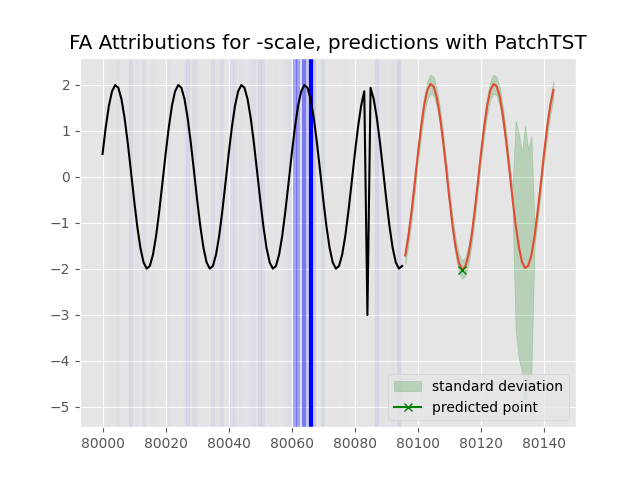 FA Attributions for -scale, predictions with PatchTST
2
1
0
−1
−2
−3
−4
−5
standard deviation
predicted point
80000 80020 80040 80060 80080 80100 80120 80140